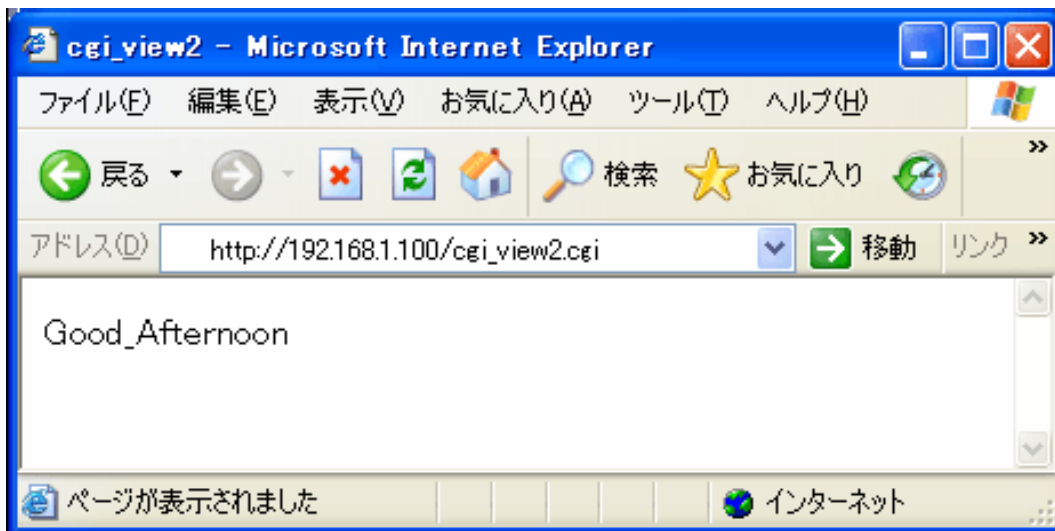 cgi_view2 - Microsoft Internet Explorer
ファイル(F) 編集(E) 表示(V) お気に入り(A) ツール(T) ヘルプ(H)
戻る 検索 お気に入り »
アドレス(D) http://192.168.1.100/cgi_view2.cgi 移動 リンク »
Good_Afternoon
ページが表示されました インターネット